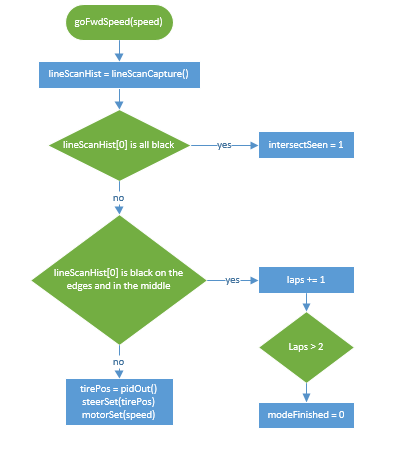 goFwdSpeed(speed)
lineScanHist = lineScanCapture()
lineScanHist[0] is all black
yes
intersectSeen = 1
no
lineScanHist[0] is black on the
edges and in the middle
yes
laps += 1
Laps > 2
no
tirePos = pidOut()
steerSet(tirePos)
motorSet(speed)
modeFinished = 0